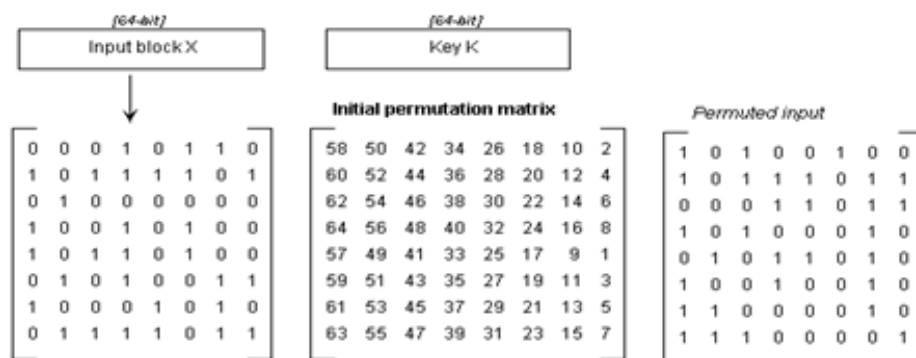 [64-bit] [64-bit]
Input block X Key K
Initial permutation matrix Permuted input
0 0 0 1 0 1 1 0 58 50 42 34 26 18 10 2 1 0 1 0 0 1 0 0
1 0 1 1 1 1 0 1 60 52 44 36 28 20 12 4 1 0 1 1 1 0 1 1
0 1 0 0 0 0 0 0 62 54 46 38 30 22 14 6 0 0 0 1 1 0 1 1
1 0 0 1 0 1 0 0 64 56 48 40 32 24 16 8 1 0 1 0 0 0 1 0
1 0 1 1 0 1 0 0 57 49 41 33 25 17 9 1 0 1 0 1 1 0 1 0
0 1 0 1 0 0 1 1 59 51 43 35 27 19 11 3 1 0 0 1 0 0 1 0
1 0 0 0 1 0 1 0 61 53 45 37 29 21 13 5 1 1 0 0 0 0 1 0
0 1 1 1 1 0 1 1 63 55 47 39 31 23 15 7 1 1 1 0 0 0 0 1